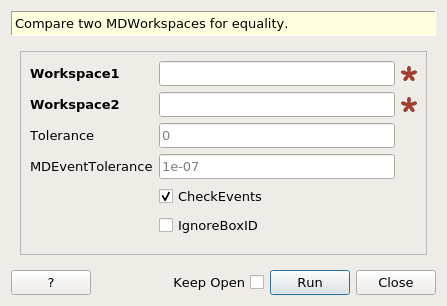 Compare two MDWorkspaces for equality.
Workspace1
Workspace2
Tolerance 0
MDEventTolerance 1e-07
CheckEvents
IgnoreBoxID
? Keep Open Run Close